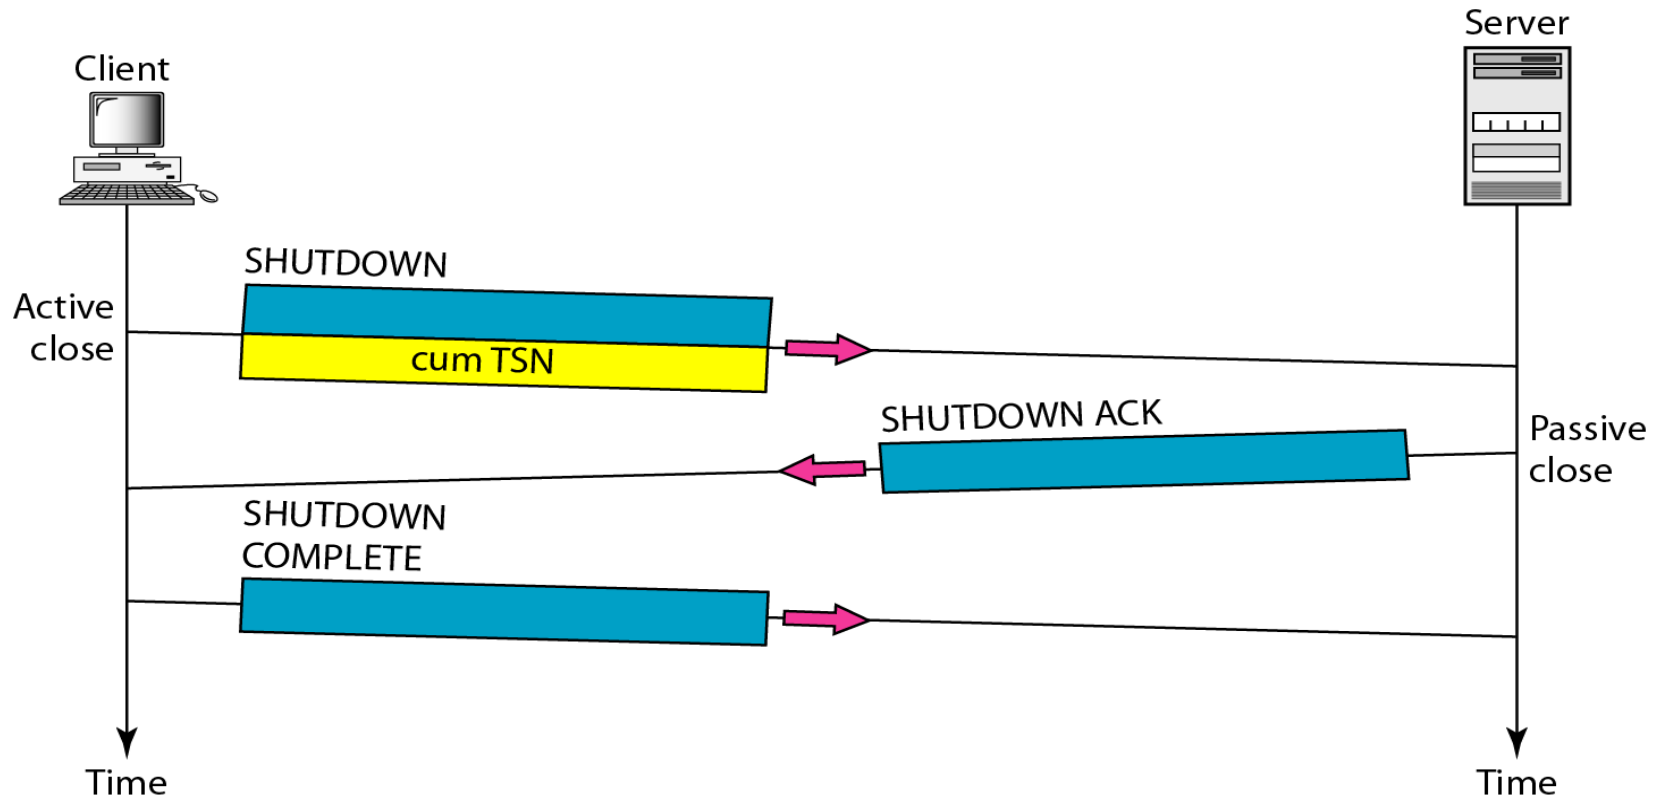 Server
Client
SHUTDOWN
Active
close
cum TSN
SHUTDOWN ACK
Passive
close
SHUTDOWN
COMPLETE
Time
Time